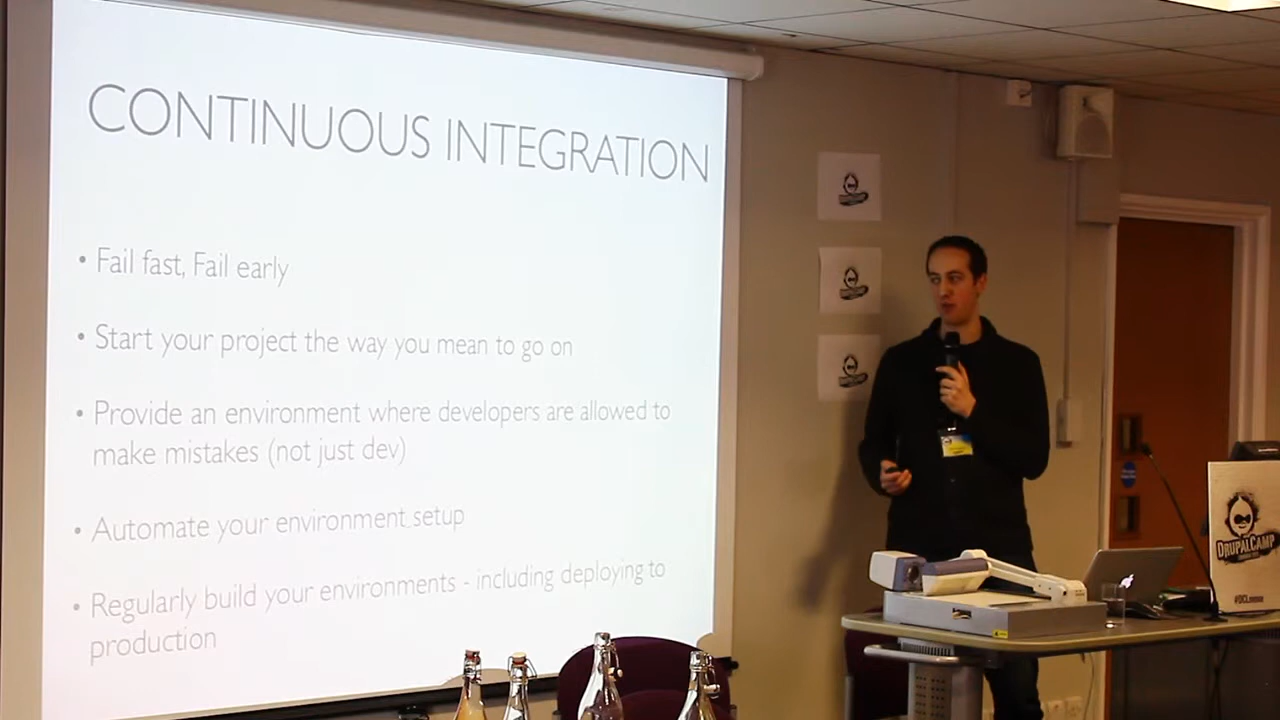 CONTINUOUS INTEGRATION
• Fail fast, Fail early
• Start your project the way you mean to go on
• Provide an environment where developers are allowed to
make mistakes (not just dev)
• Automate your environment setup
• Regularly build your environments - including deploying to
production
DRUPALCAMP